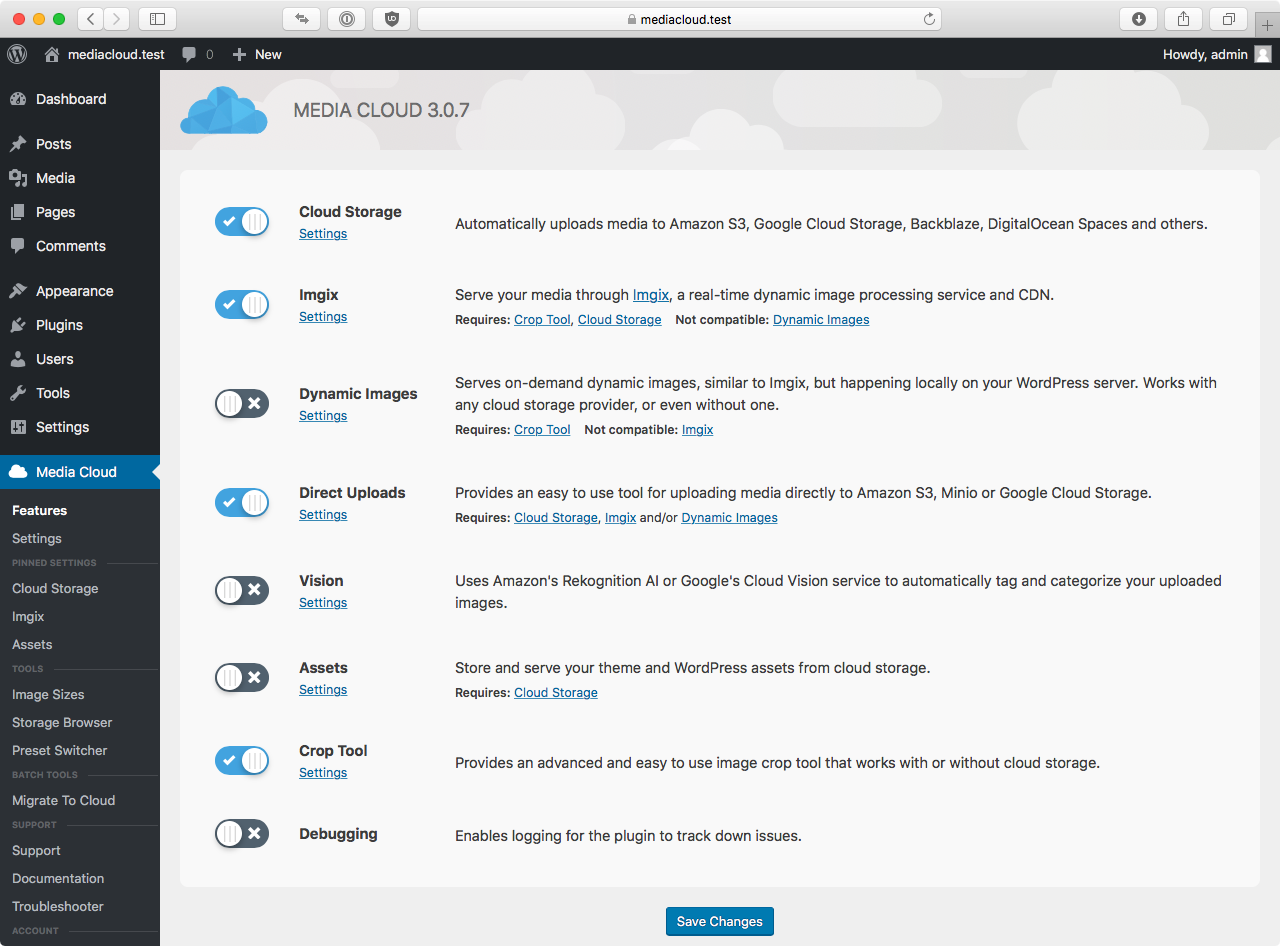 mediacloud.test
mediacloud.test
0
New
Howdy, admin
Dashboard
Posts
Media
Pages
Comments
Appearance
Plugins
Users
Tools
Settings
Media Cloud
Features
Settings
PINNED SETTINGS
Cloud Storage
Imgix
Assets
TOOLS
Image Sizes
Storage Browser
Preset Switcher
BATCH TOOLS
Migrate To Cloud
SUPPORT
Support
Documentation
Troubleshooter
ACCOUNT
MEDIA CLOUD 3.0.7
Cloud Storage
Settings
Automatically uploads media to Amazon S3, Google Cloud Storage, Backblaze, DigitalOcean Spaces and others.
Imgix
Settings
Serve your media through Imgix, a real-time dynamic image processing service and CDN.
Requires: Crop Tool, Cloud Storage Not compatible: Dynamic Images
Dynamic Images
Settings
Serves on-demand dynamic images, similar to Imgix, but happening locally on your WordPress server. Works with
any cloud storage provider, or even without one.
Requires: Crop Tool Not compatible: Imgix
Direct Uploads
Settings
Provides an easy to use tool for uploading media directly to Amazon S3, Minio or Google Cloud Storage.
Requires: Cloud Storage, Imgix and/or Dynamic Images
Vision
Settings
Uses Amazon's Rekognition AI or Google's Cloud Vision service to automatically tag and categorize your uploaded
images.
Assets
Settings
Store and serve your theme and WordPress assets from cloud storage.
Requires: Cloud Storage
Crop Tool
Settings
Provides an advanced and easy to use image crop tool that works with or without cloud storage.
Debugging
Enables logging for the plugin to track down issues.
Save Changes